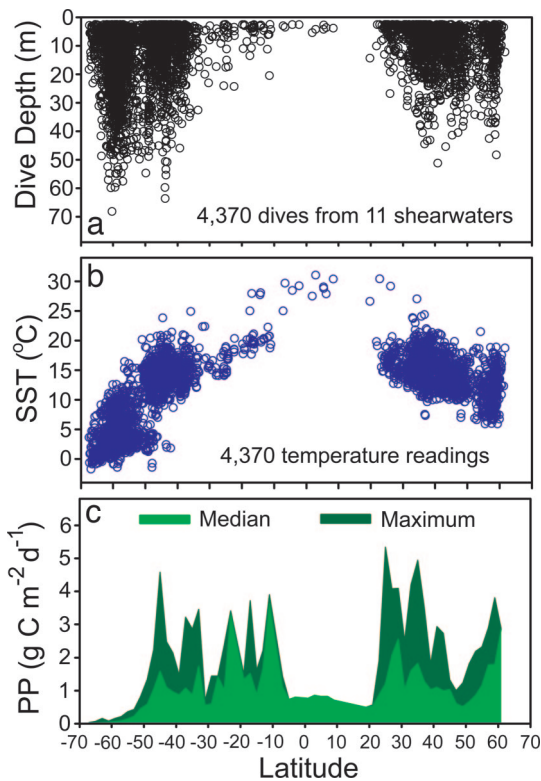 0
10
20
30
40
50
60
70
Dive Depth (m)
a
4,370 dives from 11 shearwaters
b
30
25
20
15
10
5
0
SST (°C)
4,370 temperature readings
c
Median
Maximum
6
5
4
3
2
1
0
PP (g C m⁻² d⁻¹)
-70 -60 -50 -40 -30 -20 -10 0 10 20 30 40 50 60 70
Latitude